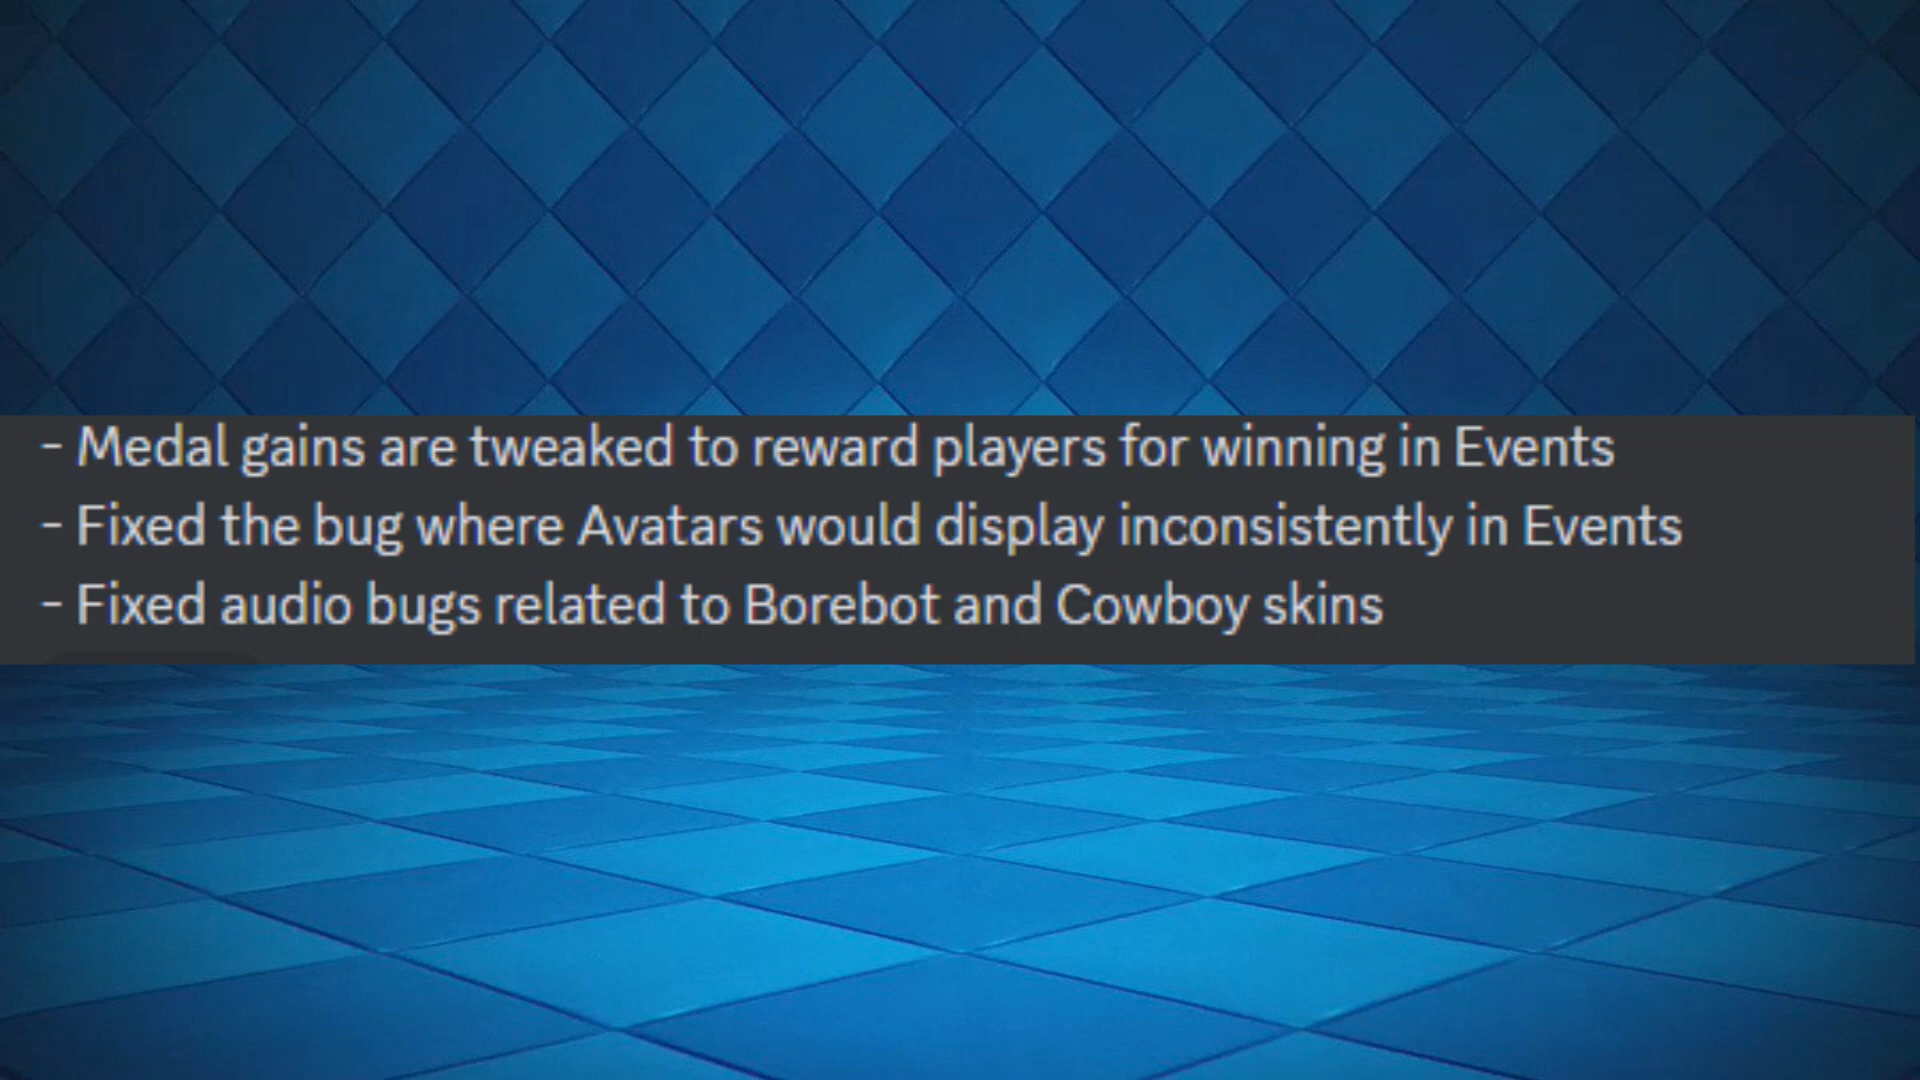 - Medal gains are tweaked to reward players for winning in Events
- Fixed the bug where Avatars would display inconsistently in Events
- Fixed audio bugs related to Borebot and Cowboy skins